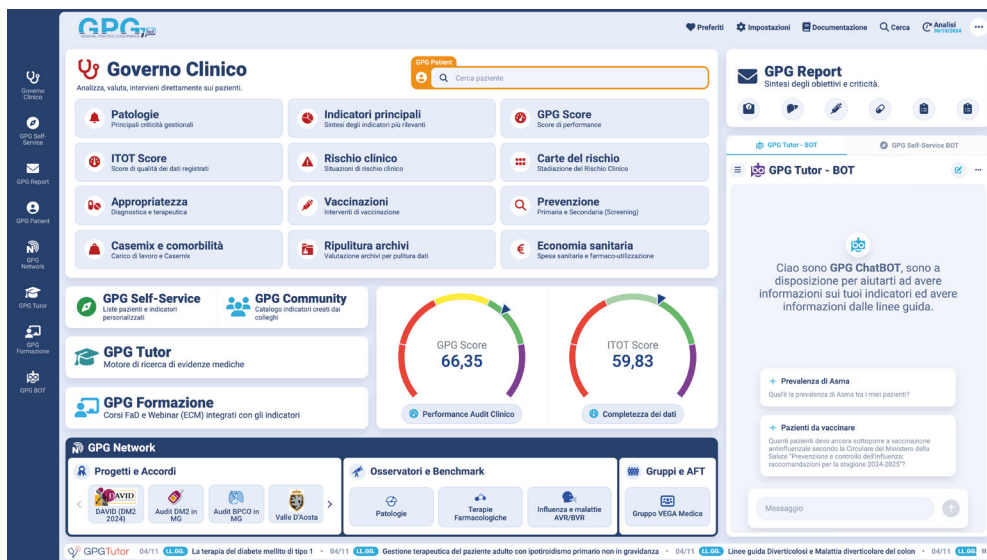 GPG 7 bot
GENERAL PRACTICE GOVERNANCE
Preferiti
Impostazioni
Documentazione
Cerca
Analisi
30/10/2024
Governo
Clinico
GPG Self-
Service
GPG Report
GPG Patient
GPG
Network
GPG Tutor
GPG
Formazione
GPG BOT
Governo Clinico
Analizza, valuta, intervieni direttamente sui pazienti.
GPG Patient
Cerca paziente
Patologie
Principali criticità gestionali
Indicatori principali
Sintesi degli indicatori più rilevanti
GPG Score
Score di performance
ITOT Score
Score di qualità dei dati registrati
Rischio clinico
Situazioni di rischio clinico
Carte del rischio
Stadiazione del Rischio Clinico
Appropriatezza
Diagnostica e terapeutica
Vaccinazioni
Interventi di vaccinazione
Prevenzione
Primaria e Secondaria (Screening)
Casemix e comorbilità
Carico di lavoro e Casemix
Ripulitura archivi
Valutazione archivi per pulitura dati
Economia sanitaria
Spesa sanitaria e farmaco-utilizzazione
GPG Self-Service
Liste pazienti e indicatori
personalizzati
GPG Community
Catalogo indicatori creati dai
colleghi
GPG Tutor
Motore di ricerca di evidenze mediche
GPG Formazione
Corsi FaD e Webinar (ECM) integrati con gli indicatori
GPG Score
66,35
Performance Audit Clinico
ITOT Score
59,83
Completezza dei dati
GPG Network
Progetti e Accordi
DAVID
DAVID (DM2
2024)
Audit DM2 in
MG
Audit BPCO in
MG
Valle D'Aosta
Osservatori e Benchmark
Patologie
Terapie
Farmacologiche
Influenza e malattie
AVR/BVR
Gruppi e AFT
Gruppo VEGA Medica
GPG Report
Sintesi degli obiettivi e criticità.
GPG Tutor - BOT
GPG Self-Service BOT
GPG Tutor - BOT
Ciao sono GPG ChatBOT, sono a
disposizione per aiutarti ad avere
informazioni sui tuoi indicatori ed avere
informazioni dalle linee guida.
+ Prevalenza di Asma
Qual'è la prevalenza di Asma tra i miei pazienti?
+ Pazienti da vaccinare
Quanti pazienti devo ancora sottoporre a vaccinazione
antinfluenzale secondo la Circolare del Ministero della
Salute "Prevenzione e controllo dell'influenza:
raccomandazioni per la stagione 2024-2025"?
Messaggio
GPGTutor 04/11 LL.GG. La terapia del diabete mellito di tipo 1 • 04/11 LL.GG. Gestione terapeutica del paziente adulto con ipotiroidismo primario non in gravidanza • 04/11 LL.GG. Linee guida Diverticolosi e Malattia diverticolare del colon • 04/11 LL.GG.